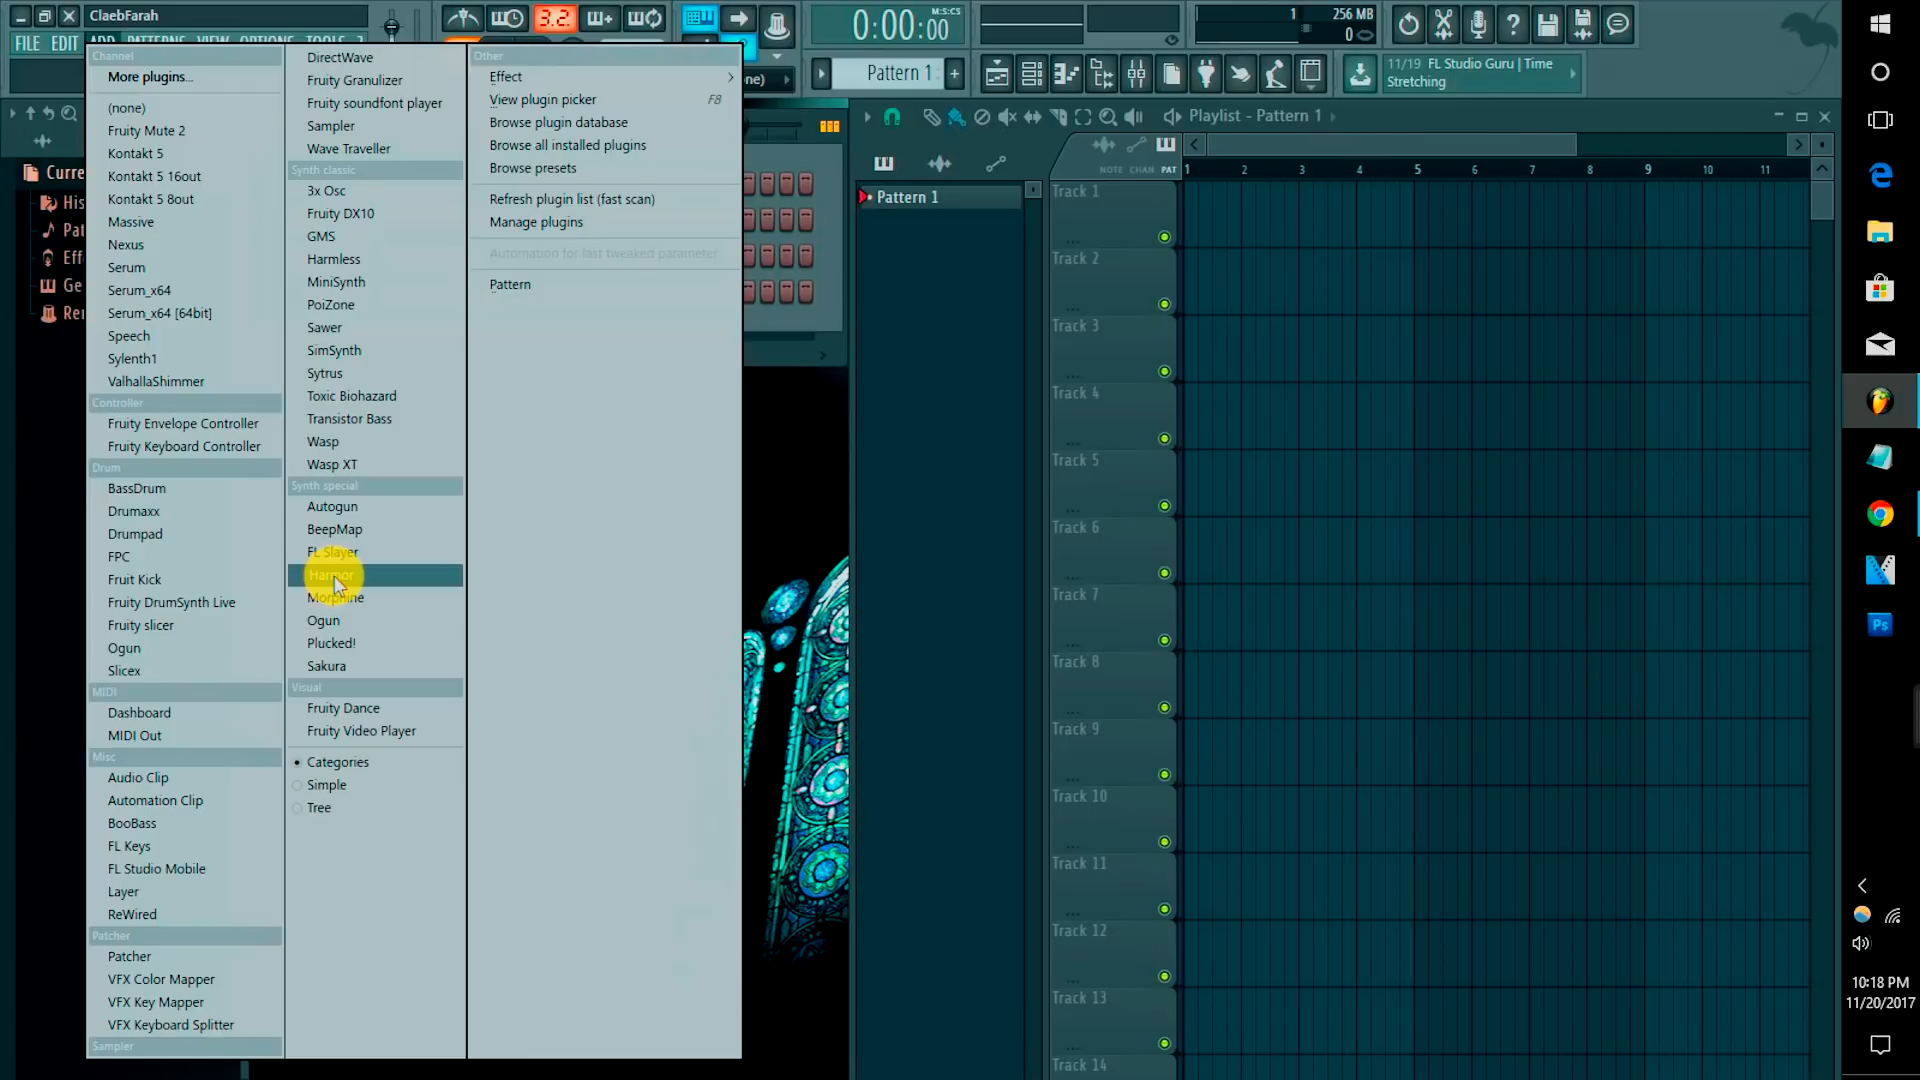 ClaebFarah
FILE EDIT ADD PATTERNS VIEW OPTIONS TOOLS ?
3.2.
0:00:00
M:S:CS
1
256 MB
0
Pattern 1
11/19 FL Studio Guru | Time
Stretching
Channel
More plugins...
(none)
Fruity Mute 2
Kontakt 5
Kontakt 5 16out
Kontakt 5 8out
Massive
Nexus
Serum
Serum_x64
Serum_x64 [64bit]
Speech
Sylenth1
ValhallaShimmer
Controller
Fruity Envelope Controller
Fruity Keyboard Controller
Drum
BassDrum
Drumaxx
Drumpad
FPC
Fruit Kick
Fruity DrumSynth Live
Fruity slicer
Ogun
Slicex
MIDI
Dashboard
MIDI Out
Misc
Audio Clip
Automation Clip
BooBass
FL Keys
FL Studio Mobile
Layer
ReWired
Patcher
Patcher
VFX Color Mapper
VFX Key Mapper
VFX Keyboard Splitter
Sampler
DirectWave
Fruity Granulizer
Fruity soundfont player
Sampler
Wave Traveller
Synth classic
3x Osc
Fruity DX10
GMS
Harmless
MiniSynth
PoiZone
Sawer
SimSynth
Sytrus
Toxic Biohazard
Transistor Bass
Wasp
Wasp XT
Synth special
Autogun
BeepMap
FL Slayer
Harmor
Morphine
Ogun
Plucked!
Sakura
Visual
Fruity Dance
Fruity Video Player
Categories
Simple
Tree
Other
Effect
View plugin picker F8
Browse plugin database
Browse all installed plugins
Browse presets
Refresh plugin list (fast scan)
Manage plugins
Automation for last tweaked parameter
Pattern
Playlist - Pattern 1
NOTE CHAN PAT
1 2 3 4 5 6 7 8 9 10 11
Pattern 1
Track 1
Track 2
Track 3
Track 4
Track 5
Track 6
Track 7
Track 8
Track 9
Track 10
Track 11
Track 12
Track 13
Track 14
Ps
10:18 PM
11/20/2017